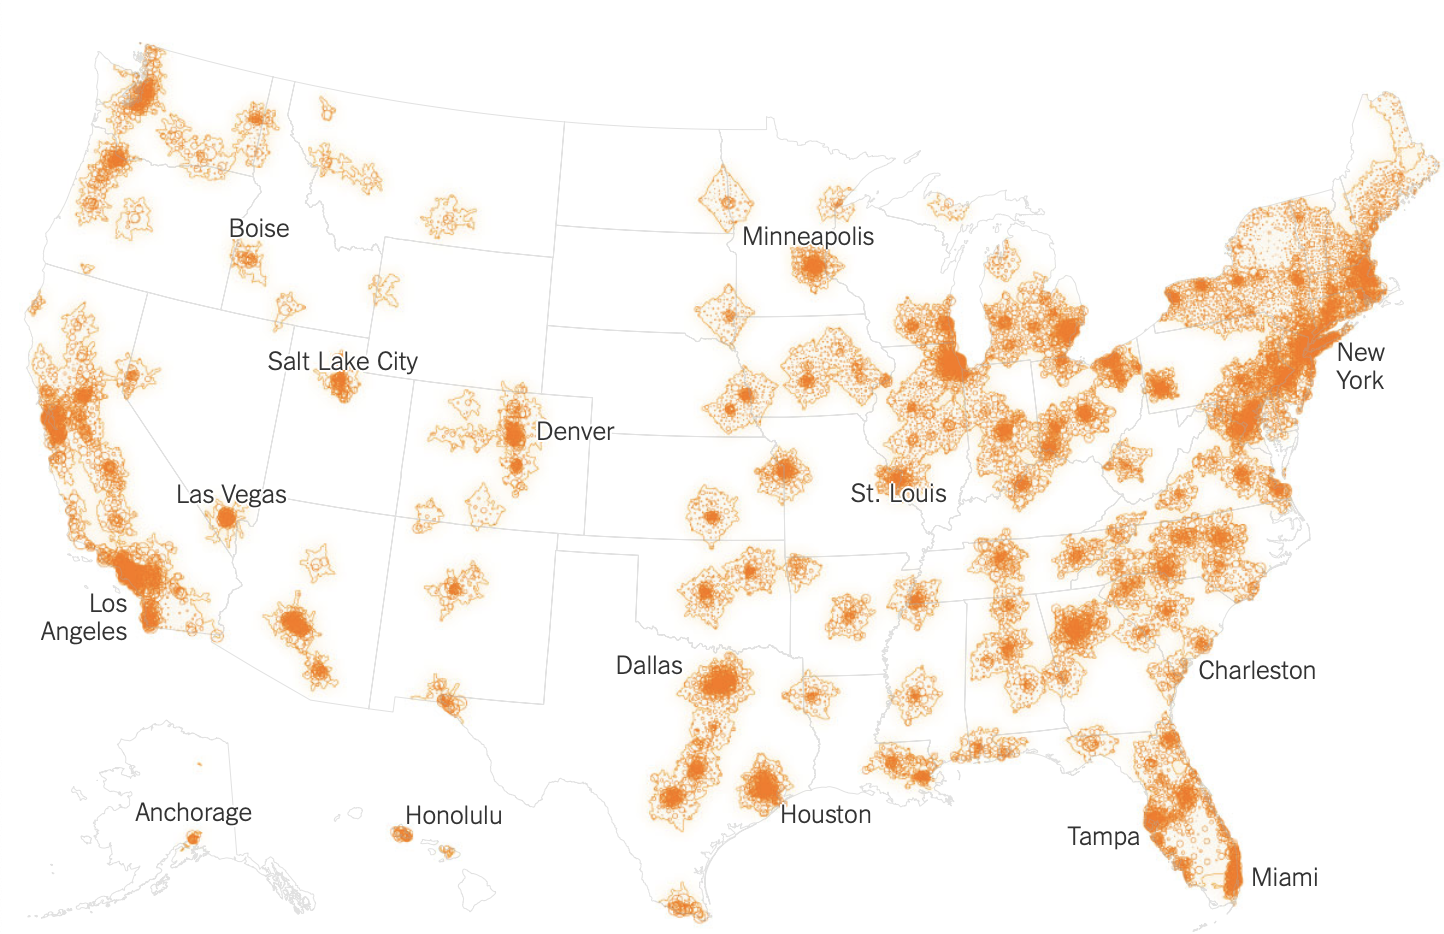 Boise
Minneapolis
Salt Lake City
New
York
Denver
Las Vegas
St. Louis
Los
Angeles
Dallas
Charleston
Anchorage
Honolulu
Houston
Tampa
Miami